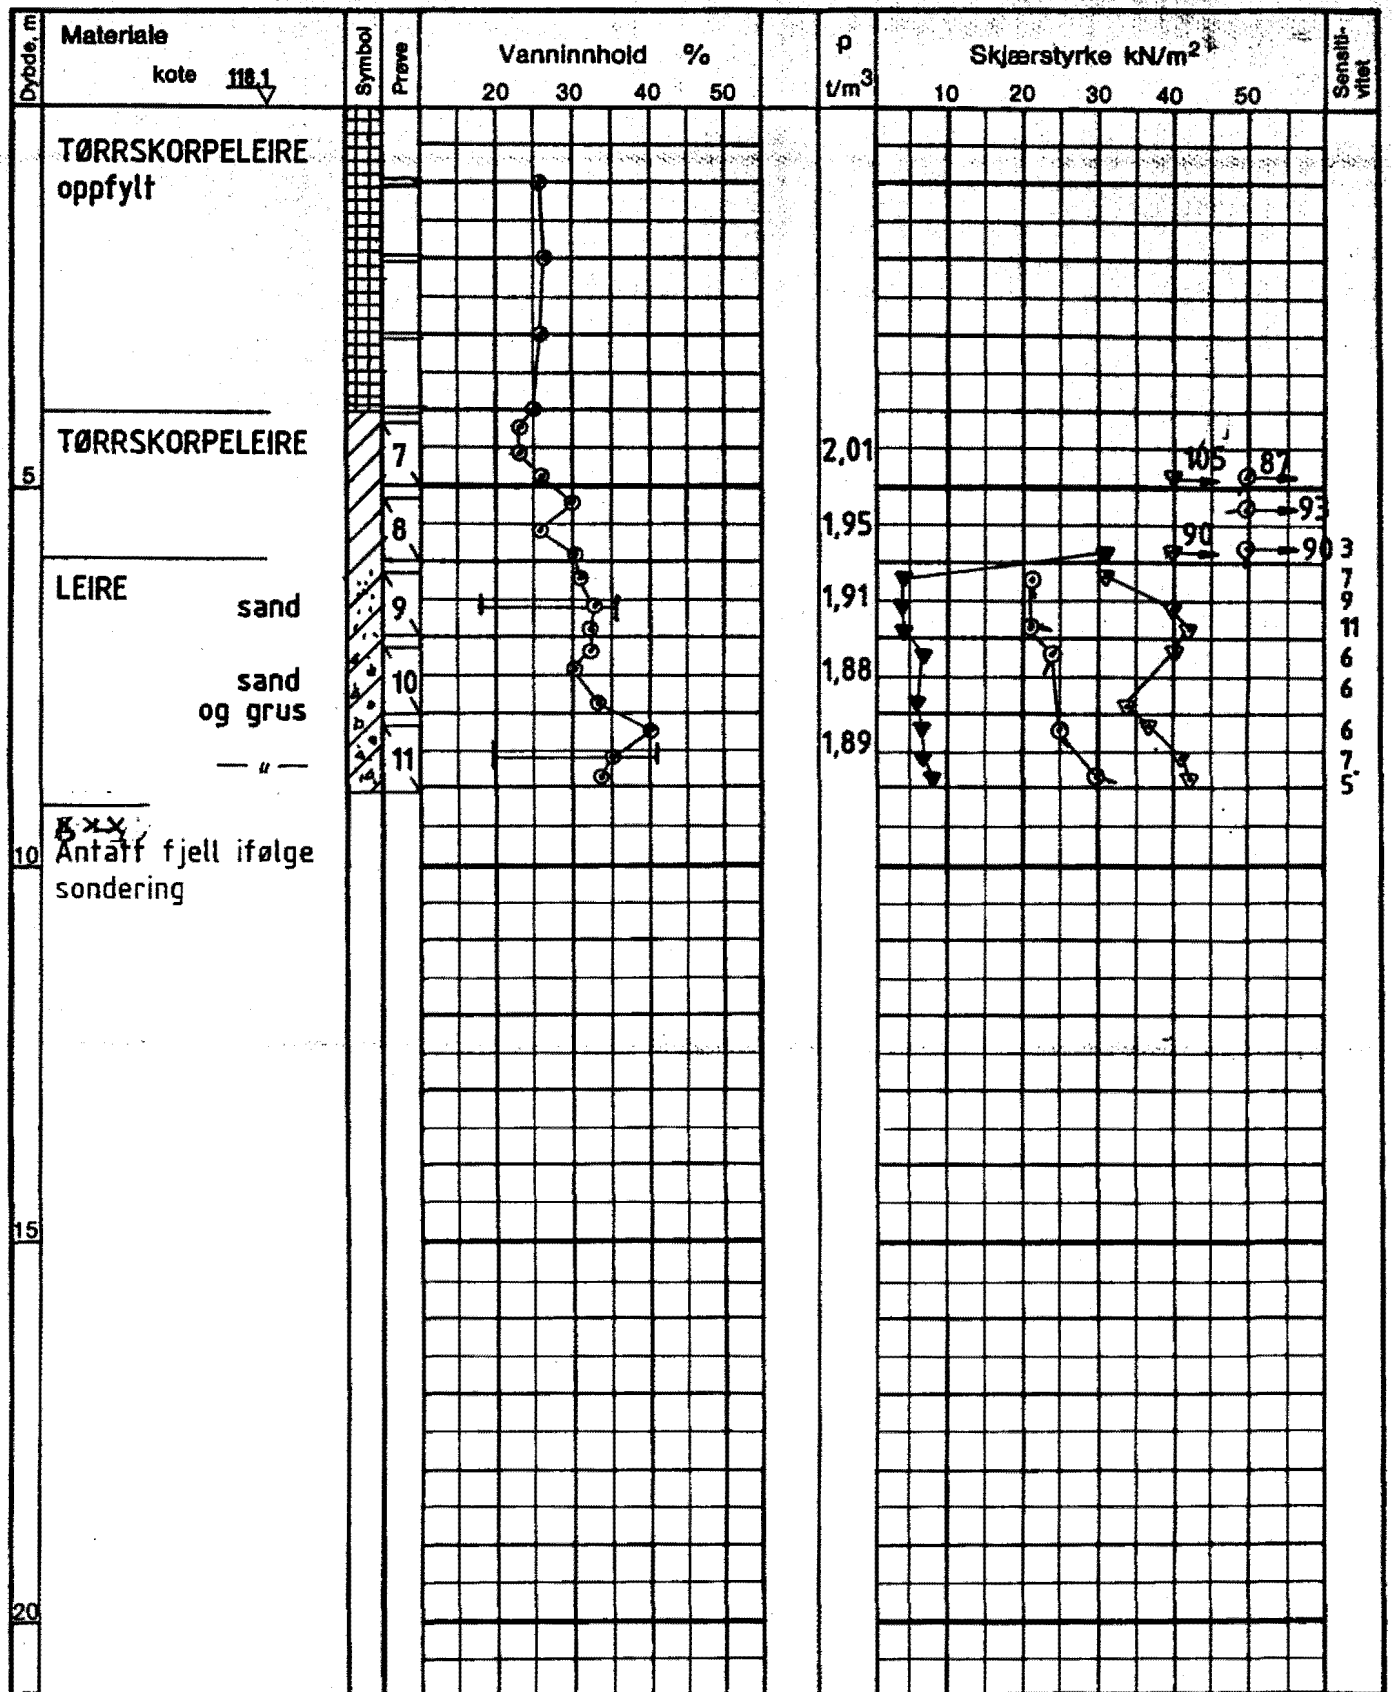 Dybde, m
Materiale
kote 118.1
Symbol
Prøve
Vanninnhold %
20 30 40 50
ρ
t/m³
Skjærstyrke kN/m²
10 20 30 40 50
Sensiti-
vitet
TØRRSKORPELEIRE
oppfylt
TØRRSKORPELEIRE
7
2,01
105
87
5
8
1,95
93
90
90
3
LEIRE
7
sand
9
1,91
9
11
6
sand
10
1,88
6
og grus
6
11
1,89
— " —
7
5
Antatt fjell ifølge
10
sondering
15
20